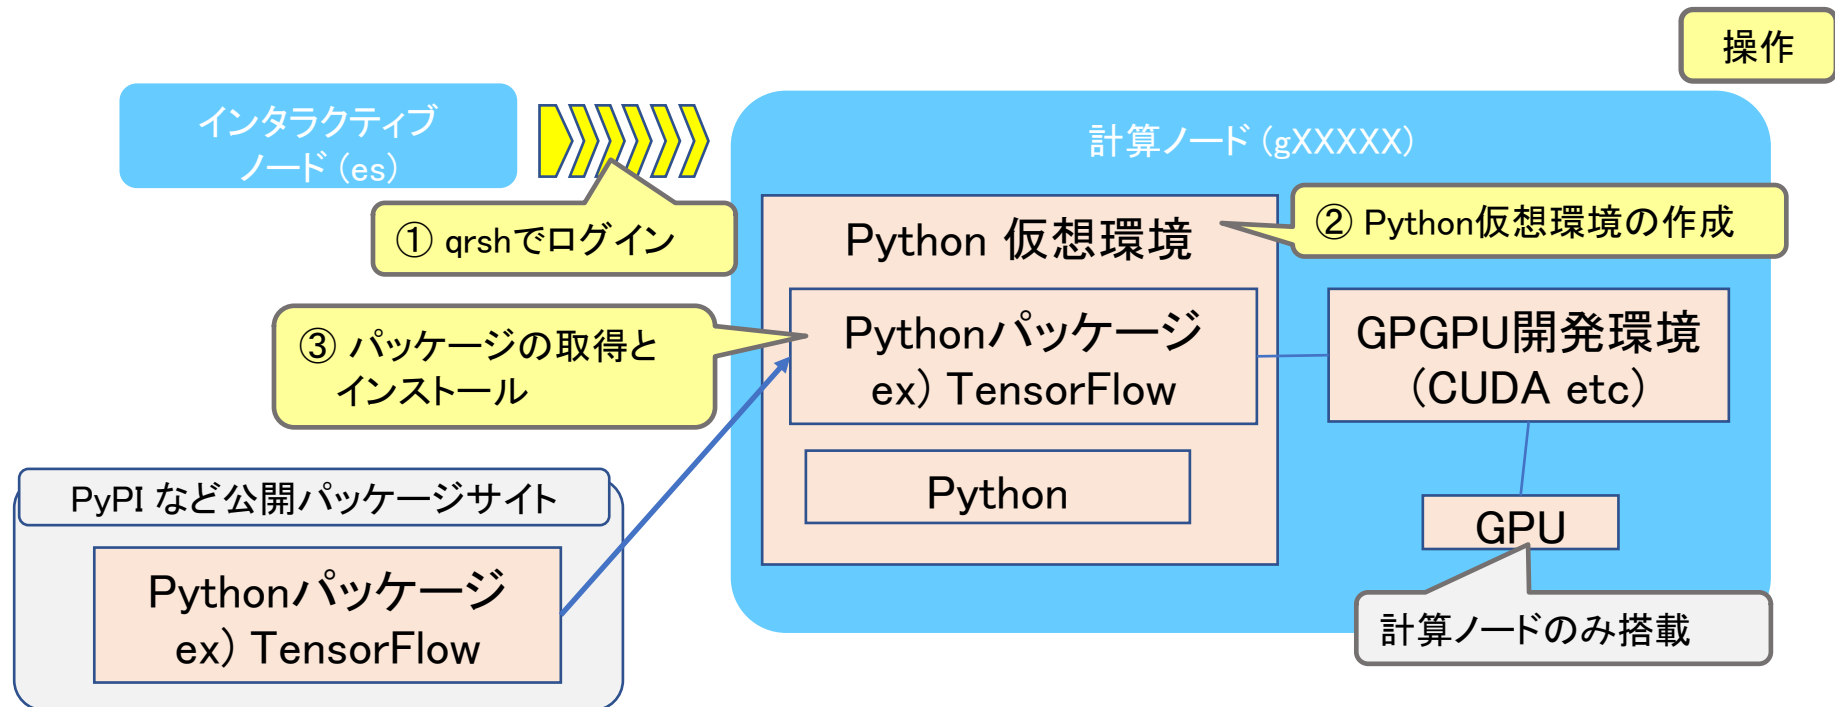 操作
インタラクティブ
ノード (es)
計算ノード (gXXXXX)
① qrshでログイン
Python 仮想環境
② Python仮想環境の作成
③ パッケージの取得と
インストール
Pythonパッケージ
ex) TensorFlow
GPGPU開発環境
(CUDA etc)
Python
PyPI など公開パッケージサイト
GPU
Pythonパッケージ
ex) TensorFlow
計算ノードのみ搭載